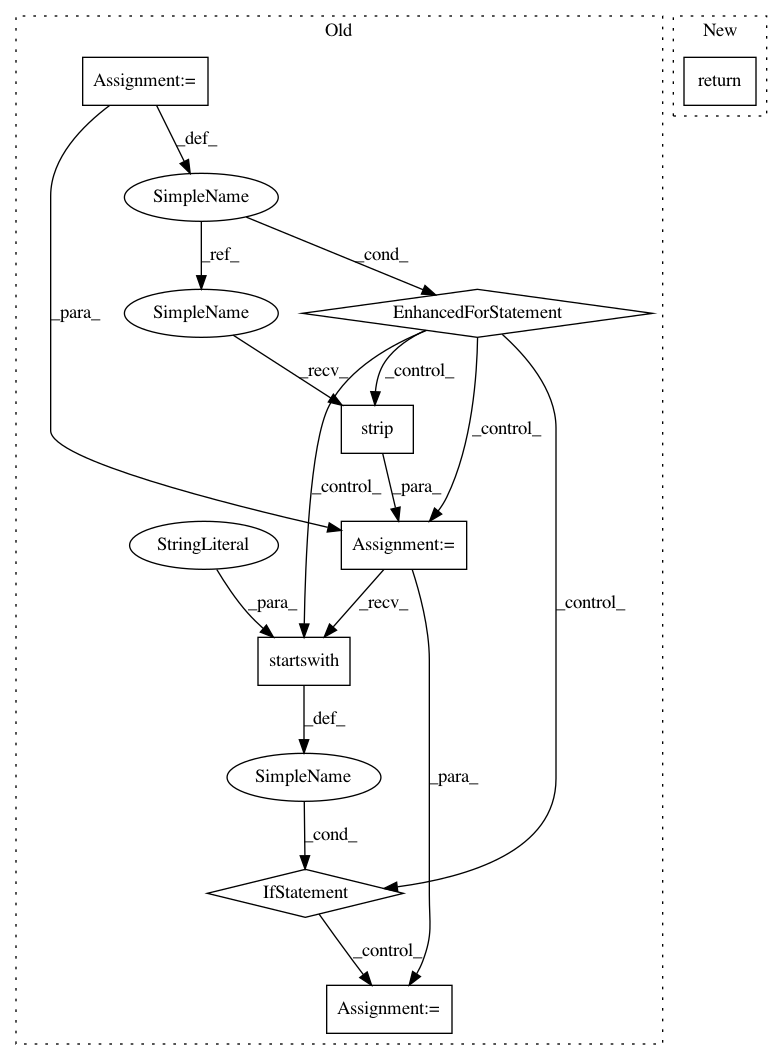 Old
New
Assignment:=
return
_def_
SimpleName
_ref_
_cond_
_para_
SimpleName
EnhancedForStatement
_recv_
_control_
strip
_control_
_control_
_para_
StringLiteral
Assignment:=
_para_
_recv_
_control_
startswith
_def_
SimpleName
_para_
_cond_
IfStatement
_control_
Assignment:=